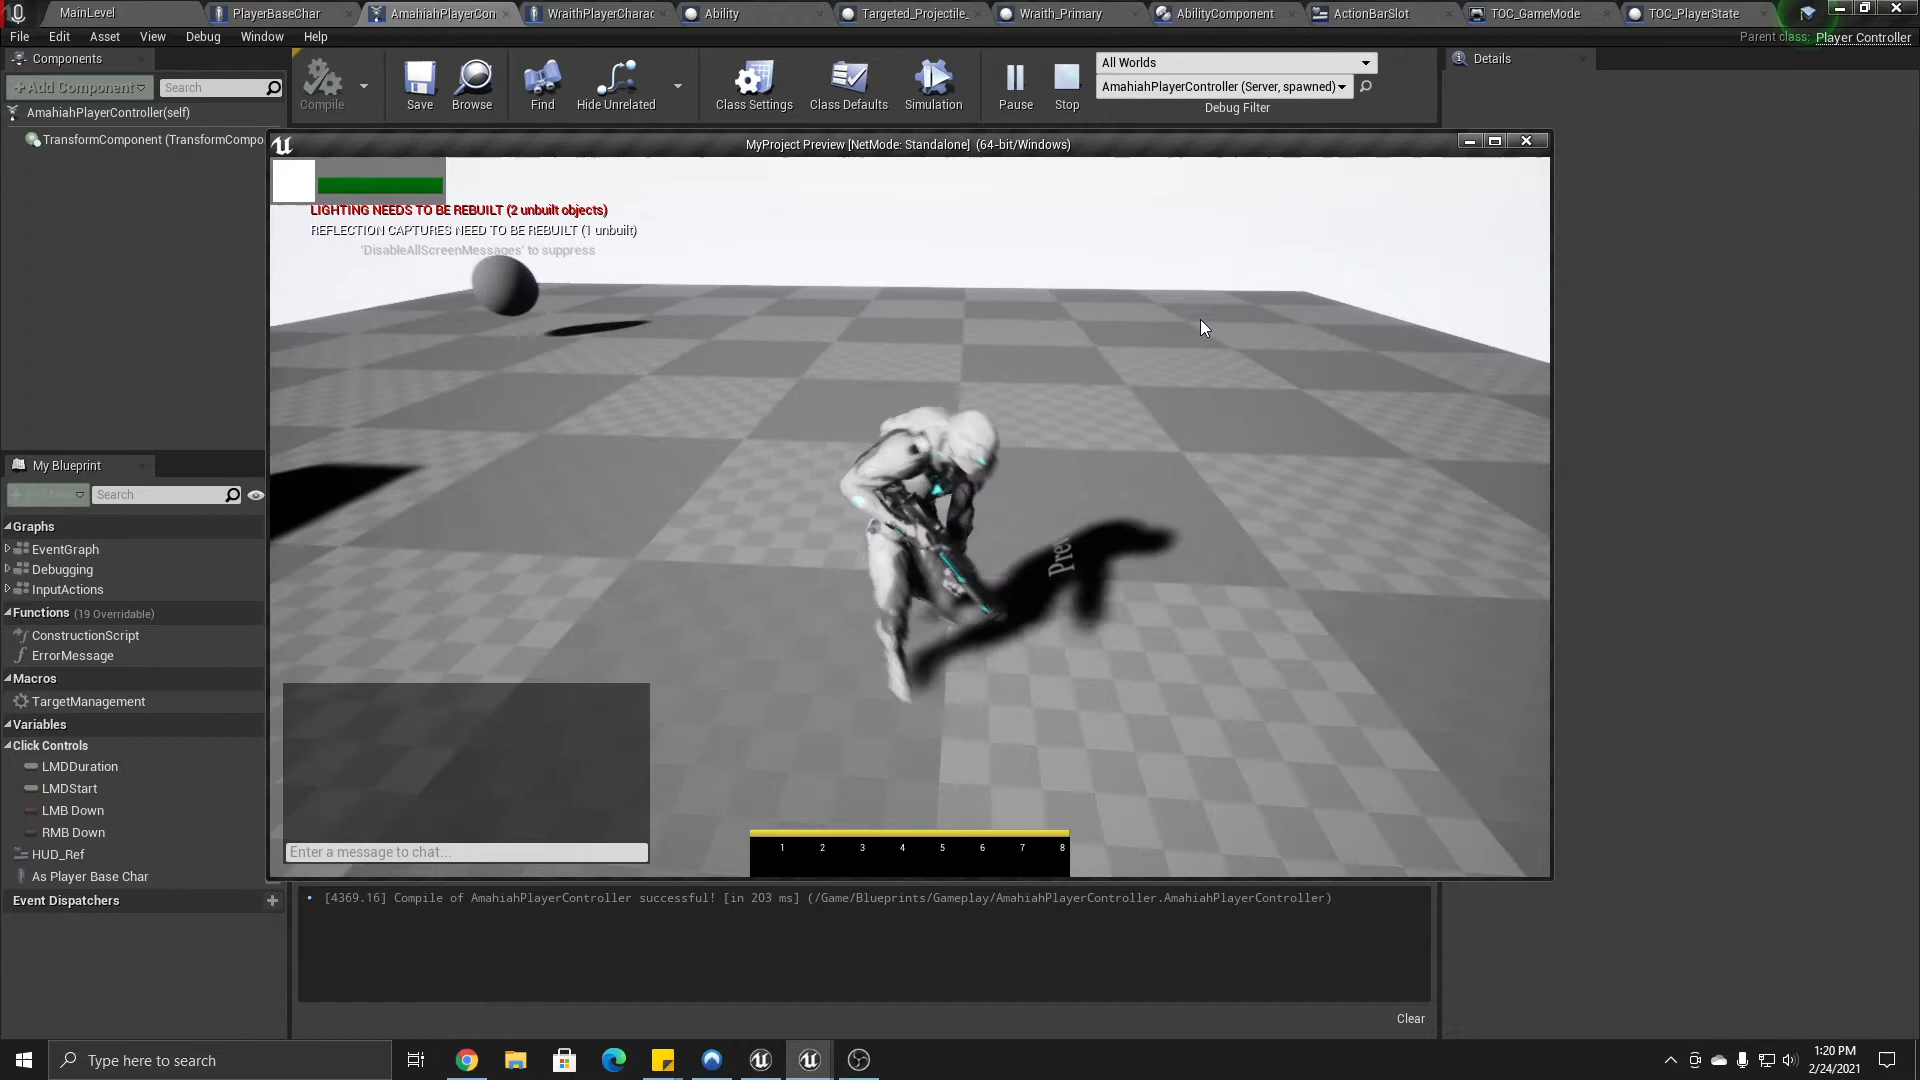 MainLevel
PlayerBaseChar
AmahiahPlayerCon
WraithPlayerCharac
Ability
Targeted_Projectile_
Wraith_Primary
AbilityComponent
ActionBarSlot
TOC_GameMode
TOC_PlayerState
File Edit Asset View Debug Window Help
Parent class: Player Controller
Components
+Add Component
Search
AmahiahPlayerController(self)
TransformComponent (TransformCompo
Compile
Save
Browse
Find
Hide Unrelated
Class Settings
Class Defaults
Simulation
Pause
Stop
All Worlds
AmahiahPlayerController (Server, spawned)
Debug Filter
Details
MyProject Preview [NetMode: Standalone] (64-bit/Windows)
LIGHTING NEEDS TO BE REBUILT (2 unbuilt objects)
REFLECTION CAPTURES NEED TO BE REBUILT (1 unbuilt)
'DisableAllScreenMessages' to suppress
Prev
Enter a message to chat...
1 2 3 4 5 6 7 8
My Blueprint
Search
Graphs
EventGraph
Debugging
InputActions
Functions (19 Overridable)
ConstructionScript
ErrorMessage
Macros
TargetManagement
Variables
Click Controls
LMDDuration
LMDStart
LMB Down
RMB Down
HUD_Ref
As Player Base Char
Event Dispatchers
[4369.16] Compile of AmahiahPlayerController successful! [in 203 ms] (/Game/Blueprints/Gameplay/AmahiahPlayerController.AmahiahPlayerController)
Clear
Type here to search
1:20 PM
2/24/2021